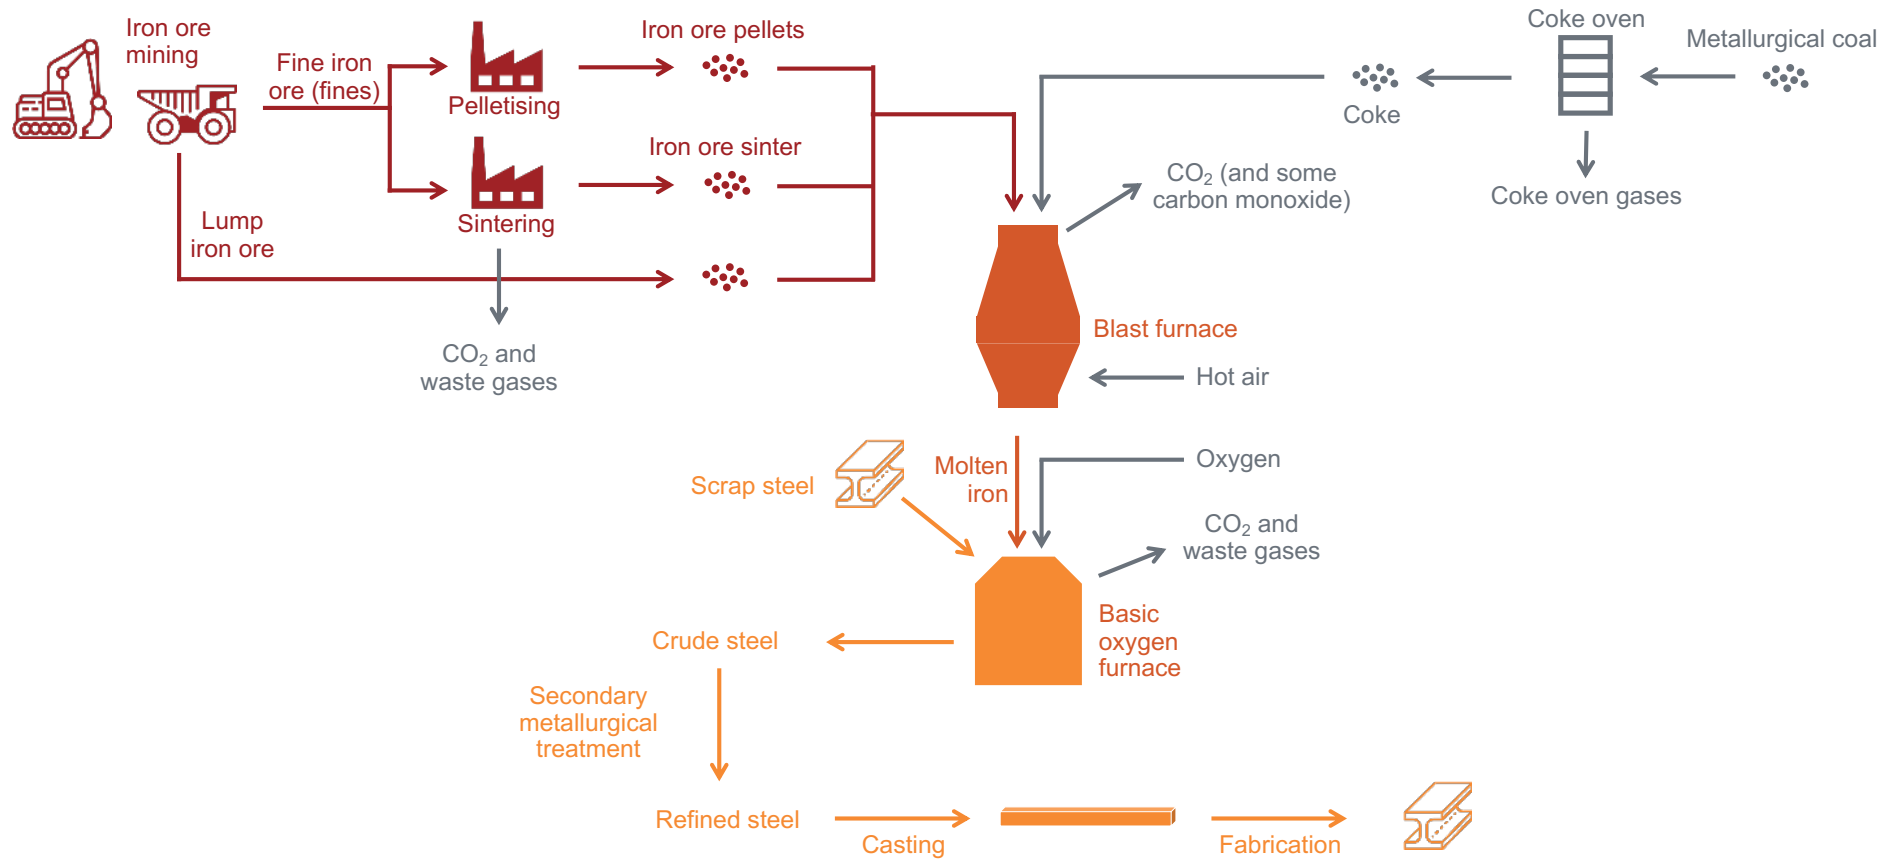 Iron ore
mining
Fine iron
ore (fines)
Pelletising
Iron ore pellets
Coke oven
Metallurgical coal
Coke
Coke oven gases
Sintering
Iron ore sinter
Lump
iron ore
CO₂ and
waste gases
CO₂ (and some
carbon monoxide)
Blast furnace
Hot air
Molten
iron
Oxygen
Scrap steel
CO₂ and
waste gases
Basic
oxygen
furnace
Crude steel
Secondary
metallurgical
treatment
Refined steel
Casting
Fabrication